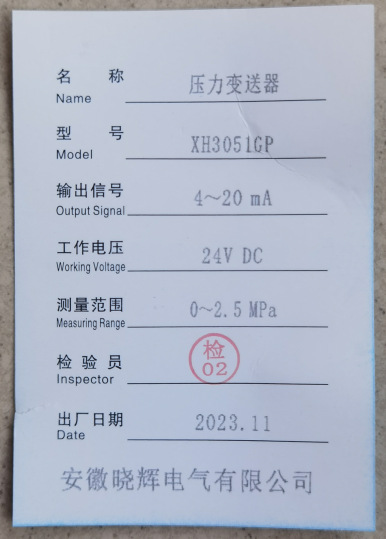 名 称 压力变送器
Name
型 号 XH3051GP
Model
输出信号 4～20 mA
Output Signal
工作电压 24V DC
Working Voltage
测量范围 0～2.5 MPa
Measuring Range
检 验 员 检
Inspector 02
出厂日期 2023.11
Date
安徽晓辉电气有限公司